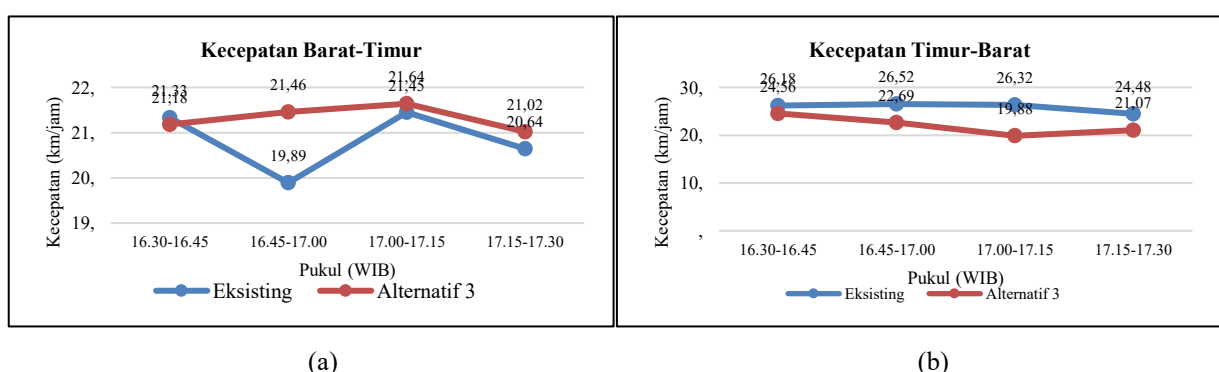 Kecepatan Barat-Timur
Kecepatan (km/jam)
22,
21,
20,
19,
21,33
21,18
21,46
19,89
21,64
21,45
21,02
20,64
16.30-16.45 16.45-17.00 17.00-17.15 17.15-17.30
Pukul (WIB)
Eksisting Alternatif 3
(a)
Kecepatan Timur-Barat
Kecepatan (km/jam)
30,
20,
10,
,
26,18
24,56
26,52
22,69
26,32
19,88
24,48
21,07
16.30-16.45 16.45-17.00 17.00-17.15 17.15-17.30
Pukul (WIB)
Eksisting Alternatif 3
(b)